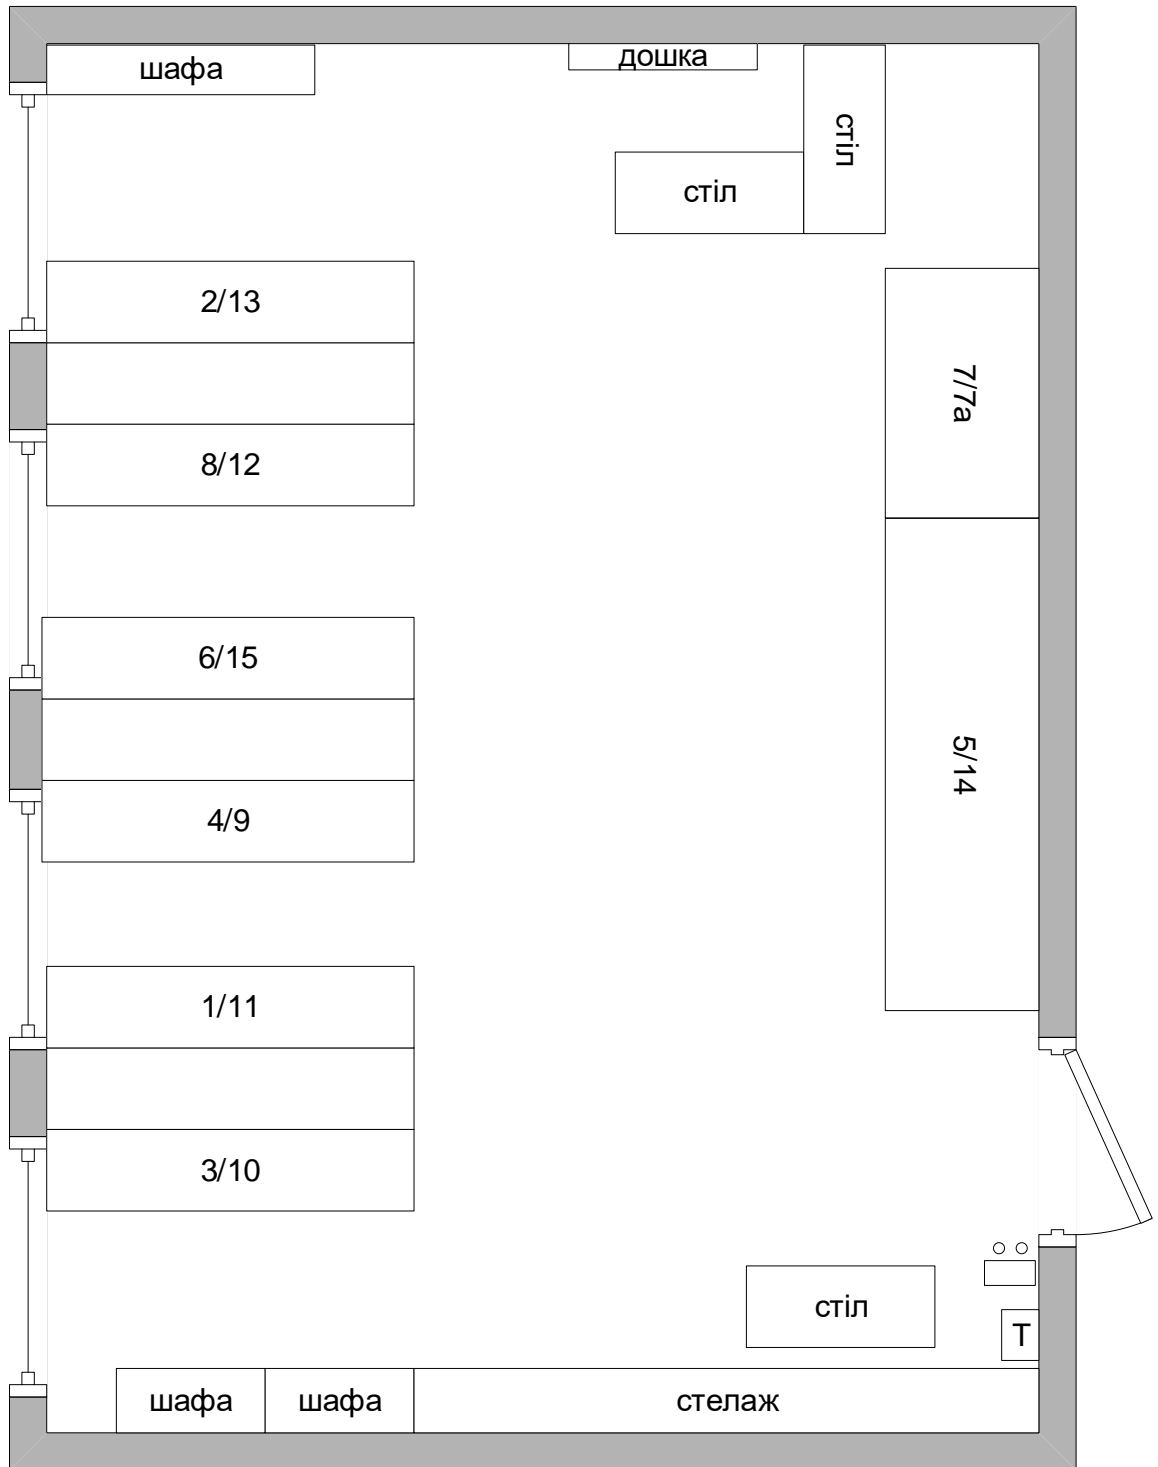 шафа
дошка
стіл
стіл
2/13
7/7а
8/12
6/15
5/14
4/9
1/11
3/10
стіл
Т
шафа
шафа
стелаж